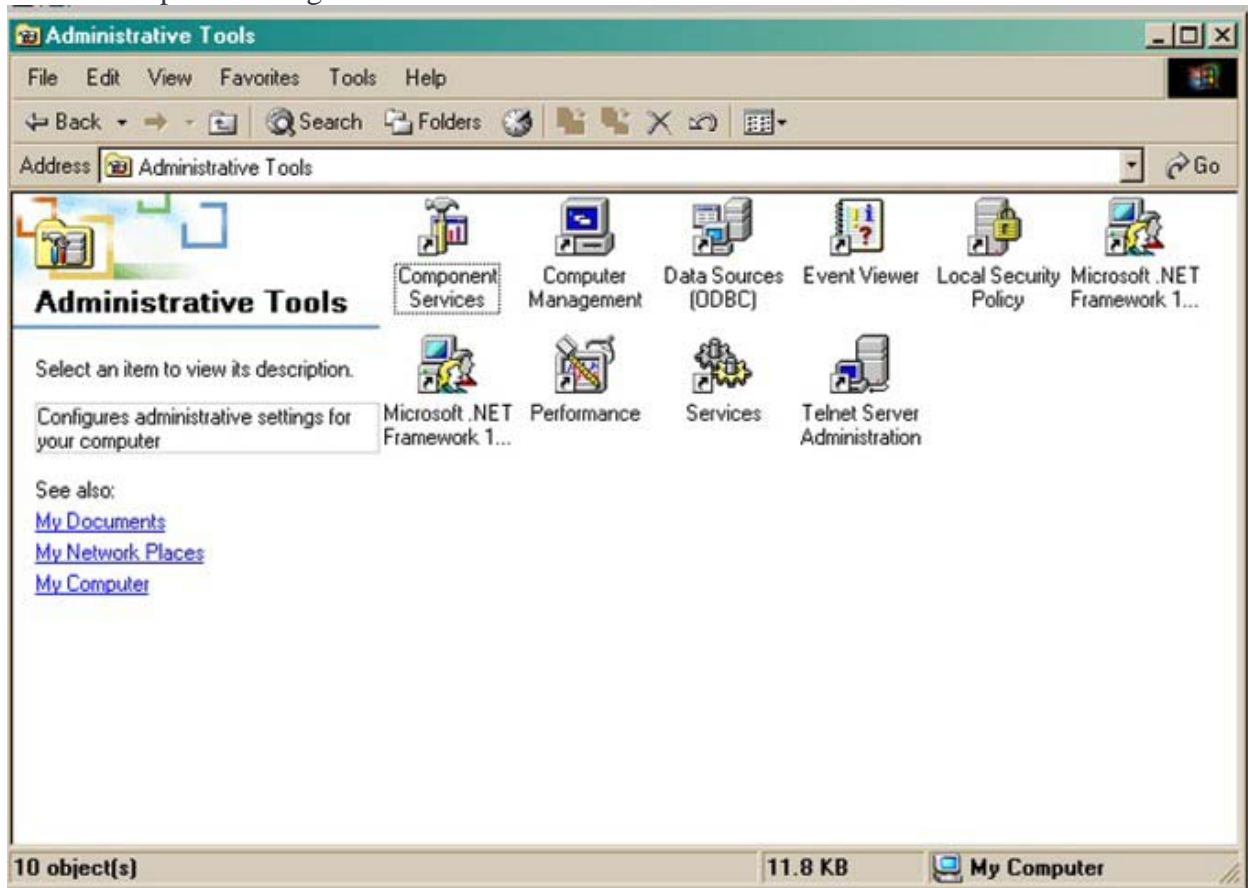 Administrative Tools
File Edit View Favorites Tools Help
Back Search Folders
Address Administrative Tools Go
Administrative Tools
Select an item to view its description.
Configures administrative settings for
your computer
See also:
My Documents
My Network Places
My Computer
Component
Services
Computer
Management
Data Sources
(ODBC)
Event Viewer
Local Security
Policy
Microsoft .NET
Framework 1...
Microsoft .NET
Framework 1...
Performance
Services
Telnet Server
Administration
10 object(s) 11.8 KB My Computer